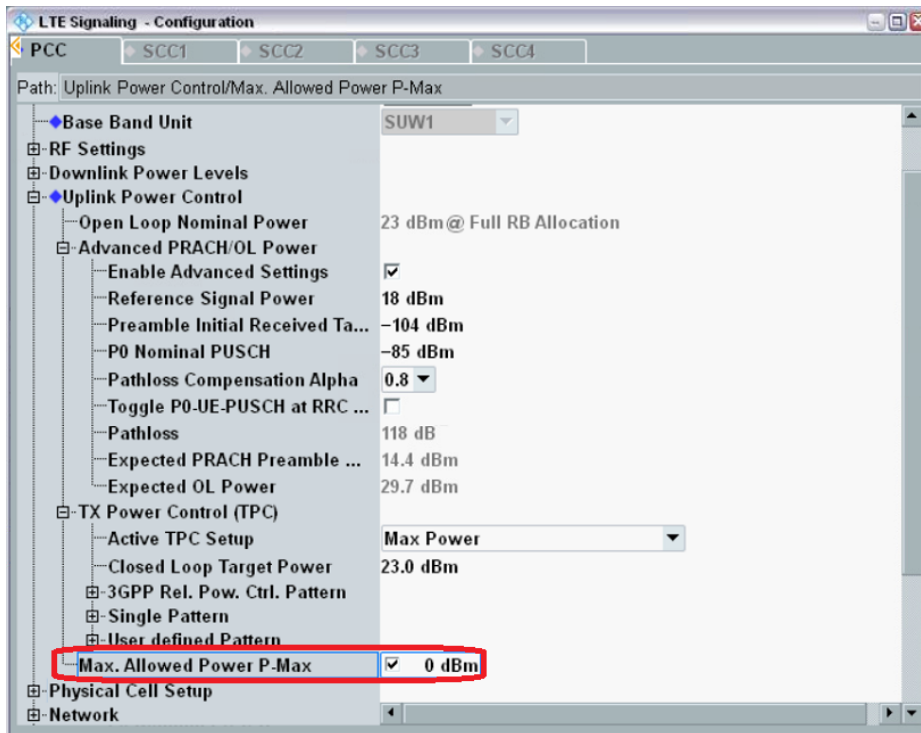 LTE Signaling - Configuration
PCC SCC1 SCC2 SCC3 SCC4
Path: Uplink Power Control/Max. Allowed Power P-Max
Base Band Unit SUW1
RF Settings
Downlink Power Levels
Uplink Power Control
Open Loop Nominal Power 23 dBm@ Full RB Allocation
Advanced PRACH/OL Power
Enable Advanced Settings
Reference Signal Power 18 dBm
Preamble Initial Received Ta... −104 dBm
P0 Nominal PUSCH −85 dBm
Pathloss Compensation Alpha 0.8
Toggle P0-UE-PUSCH at RRC ...
Pathloss 118 dB
Expected PRACH Preamble ... 14.4 dBm
Expected OL Power 29.7 dBm
TX Power Control (TPC)
Active TPC Setup Max Power
Closed Loop Target Power 23.0 dBm
3GPP Rel. Pow. Ctrl. Pattern
Single Pattern
User defined Pattern
Max. Allowed Power P-Max 0 dBm
Physical Cell Setup
Network